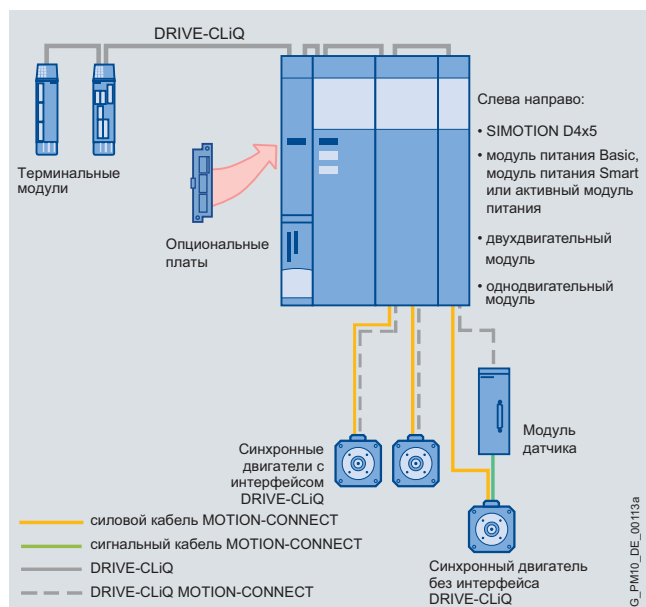 DRIVE-CLiQ
Терминальные
модули
Опциональные
платы
Слева направо:
• SIMOTION D4x5
• модуль питания Basic,
модуль питания Smart
или активный модуль
питания
• двухдвигательный
модуль
• однодвигательный
модуль
Модуль
датчика
Синхронные
двигатели с
интерфейсом
DRIVE-CLiQ
Синхронный двигатель
без интерфейса
DRIVE-CLiQ
силовой кабель MOTION-CONNECT
сигнальный кабель MOTION-CONNECT
DRIVE-CLiQ
DRIVE-CLiQ MOTION-CONNECT
G_PM10_DE_00113a